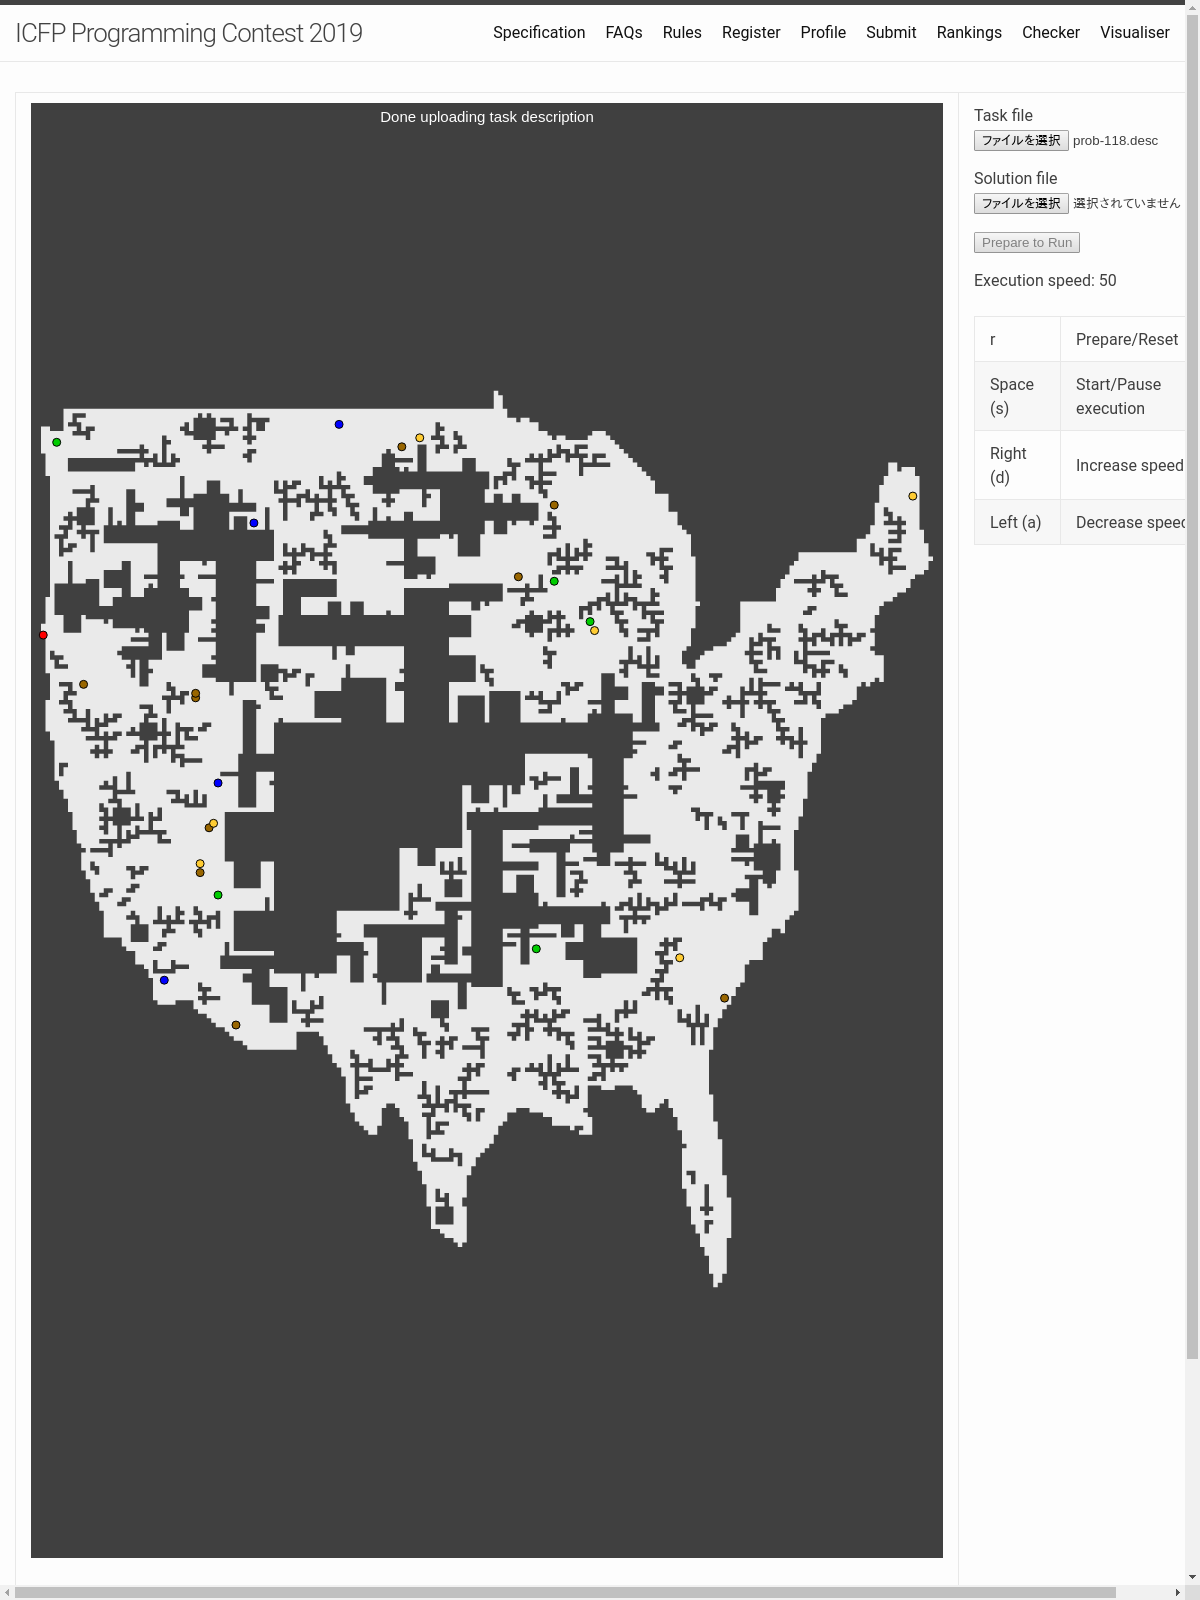 ICFP Programming Contest 2019
Specification FAQs Rules Register Profile Submit Rankings Checker Visualiser
Done uploading task description
Task file
ファイルを選択 prob-118.desc
Solution file
ファイルを選択 選択されていません
Prepare to Run
Execution speed: 50
r Prepare/Reset
Space (s) Start/Pause execution
Right (d) Increase speed
Left (a) Decrease speed